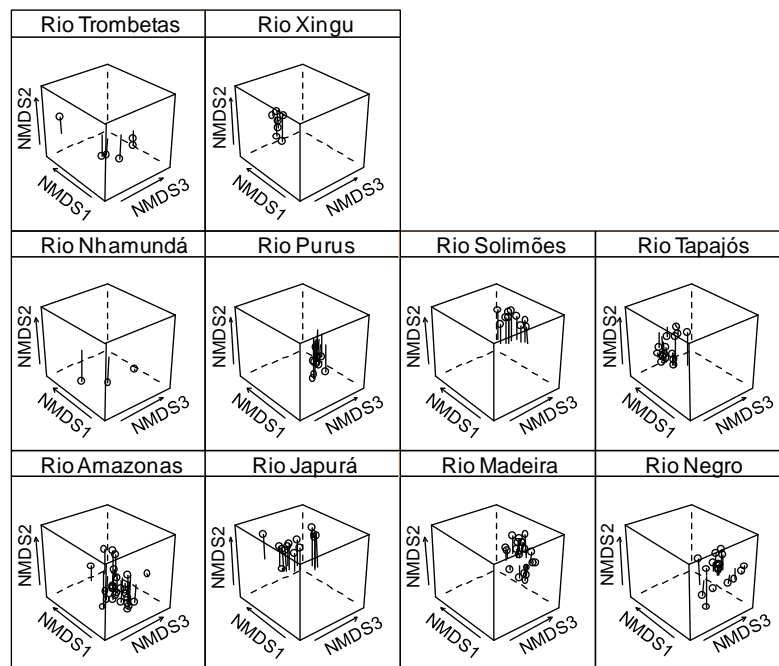 Rio Trombetas
Rio Xingu
NMDS2
NMDS1
NMDS3
NMDS2
NMDS1
NMDS3
Rio Nhamundá
Rio Purus
Rio Solimões
Rio Tapajós
NMDS2
NMDS1
NMDS3
NMDS2
NMDS1
NMDS3
NMDS2
NMDS1
NMDS3
NMDS2
NMDS1
NMDS3
Rio Amazonas
Rio Japurá
Rio Madeira
Rio Negro
NMDS2
NMDS1
NMDS3
NMDS2
NMDS1
NMDS3
NMDS2
NMDS1
NMDS3
NMDS2
NMDS1
NMDS3